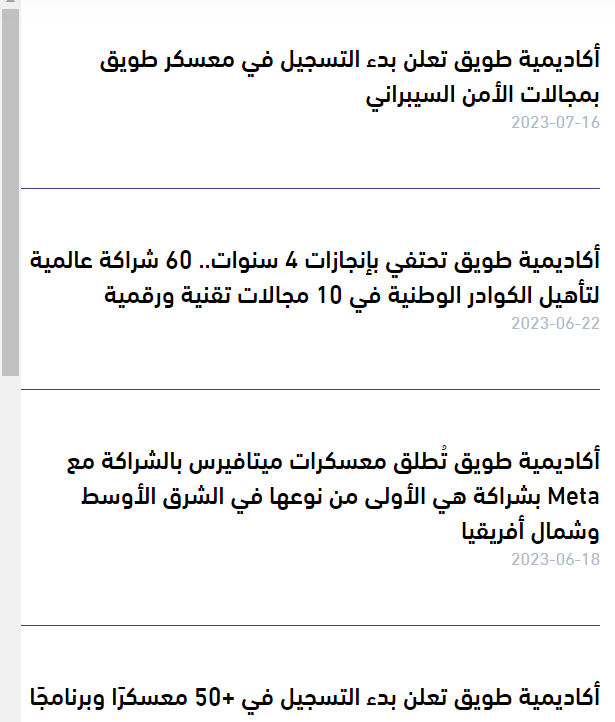 أكاديمية طويق تعلن بدء التسجيل في معسكر طويق
بمجالات الأمن السيبراني
2023-07-16
أكاديمية طويق تحتفي بإنجازات 4 سنوات.. 60 شراكة عالمية
لتأهيل الكوادر الوطنية في 10 مجالات تقنية ورقمية
2023-06-22
أكاديمية طويق تُطلق معسكرات ميتافيرس بالشراكة مع
Meta بشراكة هي الأولى من نوعها في الشرق الأوسط
وشمال أفريقيا
2023-06-18
أكاديمية طويق تعلن بدء التسجيل في +50 معسكرًا وبرنامجًا